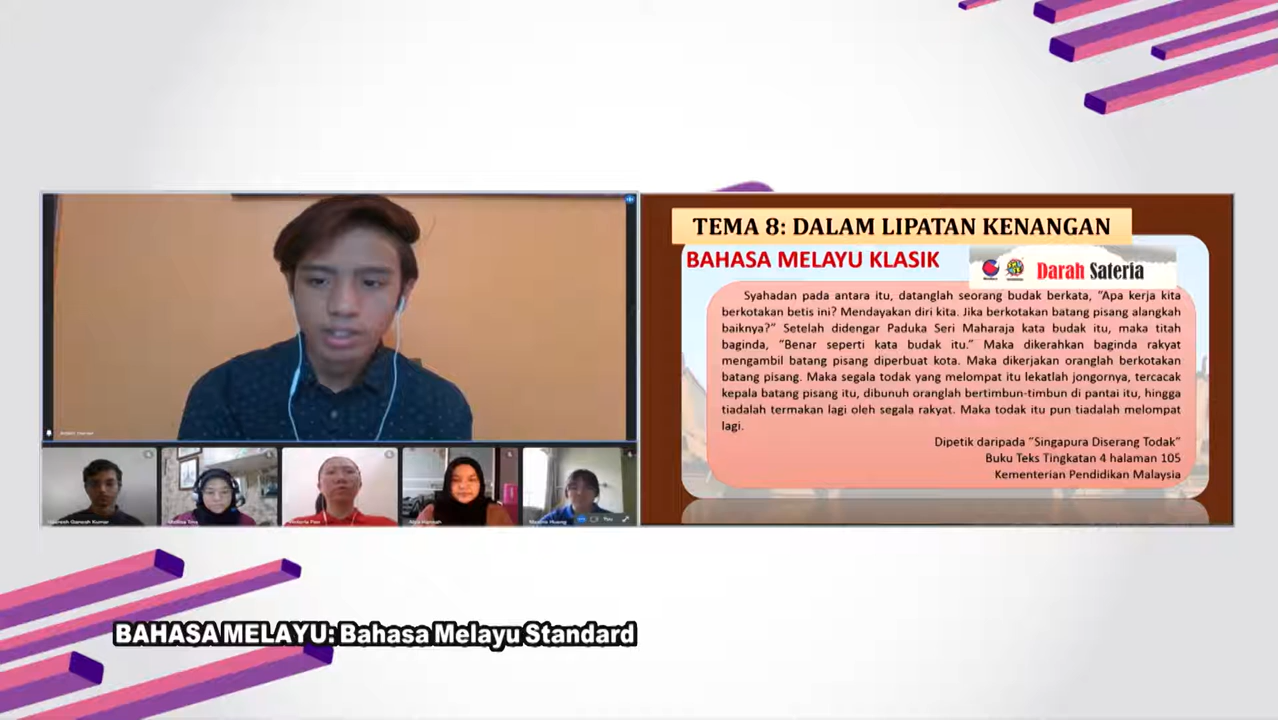 TEMA 8: DALAM LIPATAN KENANGAN
BAHASA MELAYU KLASIK
Darah Sateria
Syahadan pada antara itu, datanglah seorang budak berkata, "Apa kerja kita
berkotakan betis ini? Mendayakan diri kita. Jika berkotakan batang pisang alangkah
baiknya?" Setelah didengar Paduka Seri Maharaja kata budak itu, maka titah
baginda, "Benar seperti kata budak itu." Maka dikerahkan baginda rakyat
mengambil batang pisang diperbuat kota. Maka dikerjakan oranglah berkotakan
batang pisang. Maka segala todak yang melompat itu lekatlah jongornya, tercacak
kepala batang pisang itu, dibunuh oranglah bertimbun-timbun di pantai itu, hingga
tiadalah termakan lagi oleh segala rakyat. Maka todak itu pun tiadalah melompat
lagi.
Dipetik daripada "Singapura Diserang Todak"
Buku Teks Tingkatan 4 halaman 105
Kementerian Pendidikan Malaysia
Ganesh Kumar
Victoria
Hannah
Huang
You
BAHASA MELAYU: Bahasa Melayu Standard